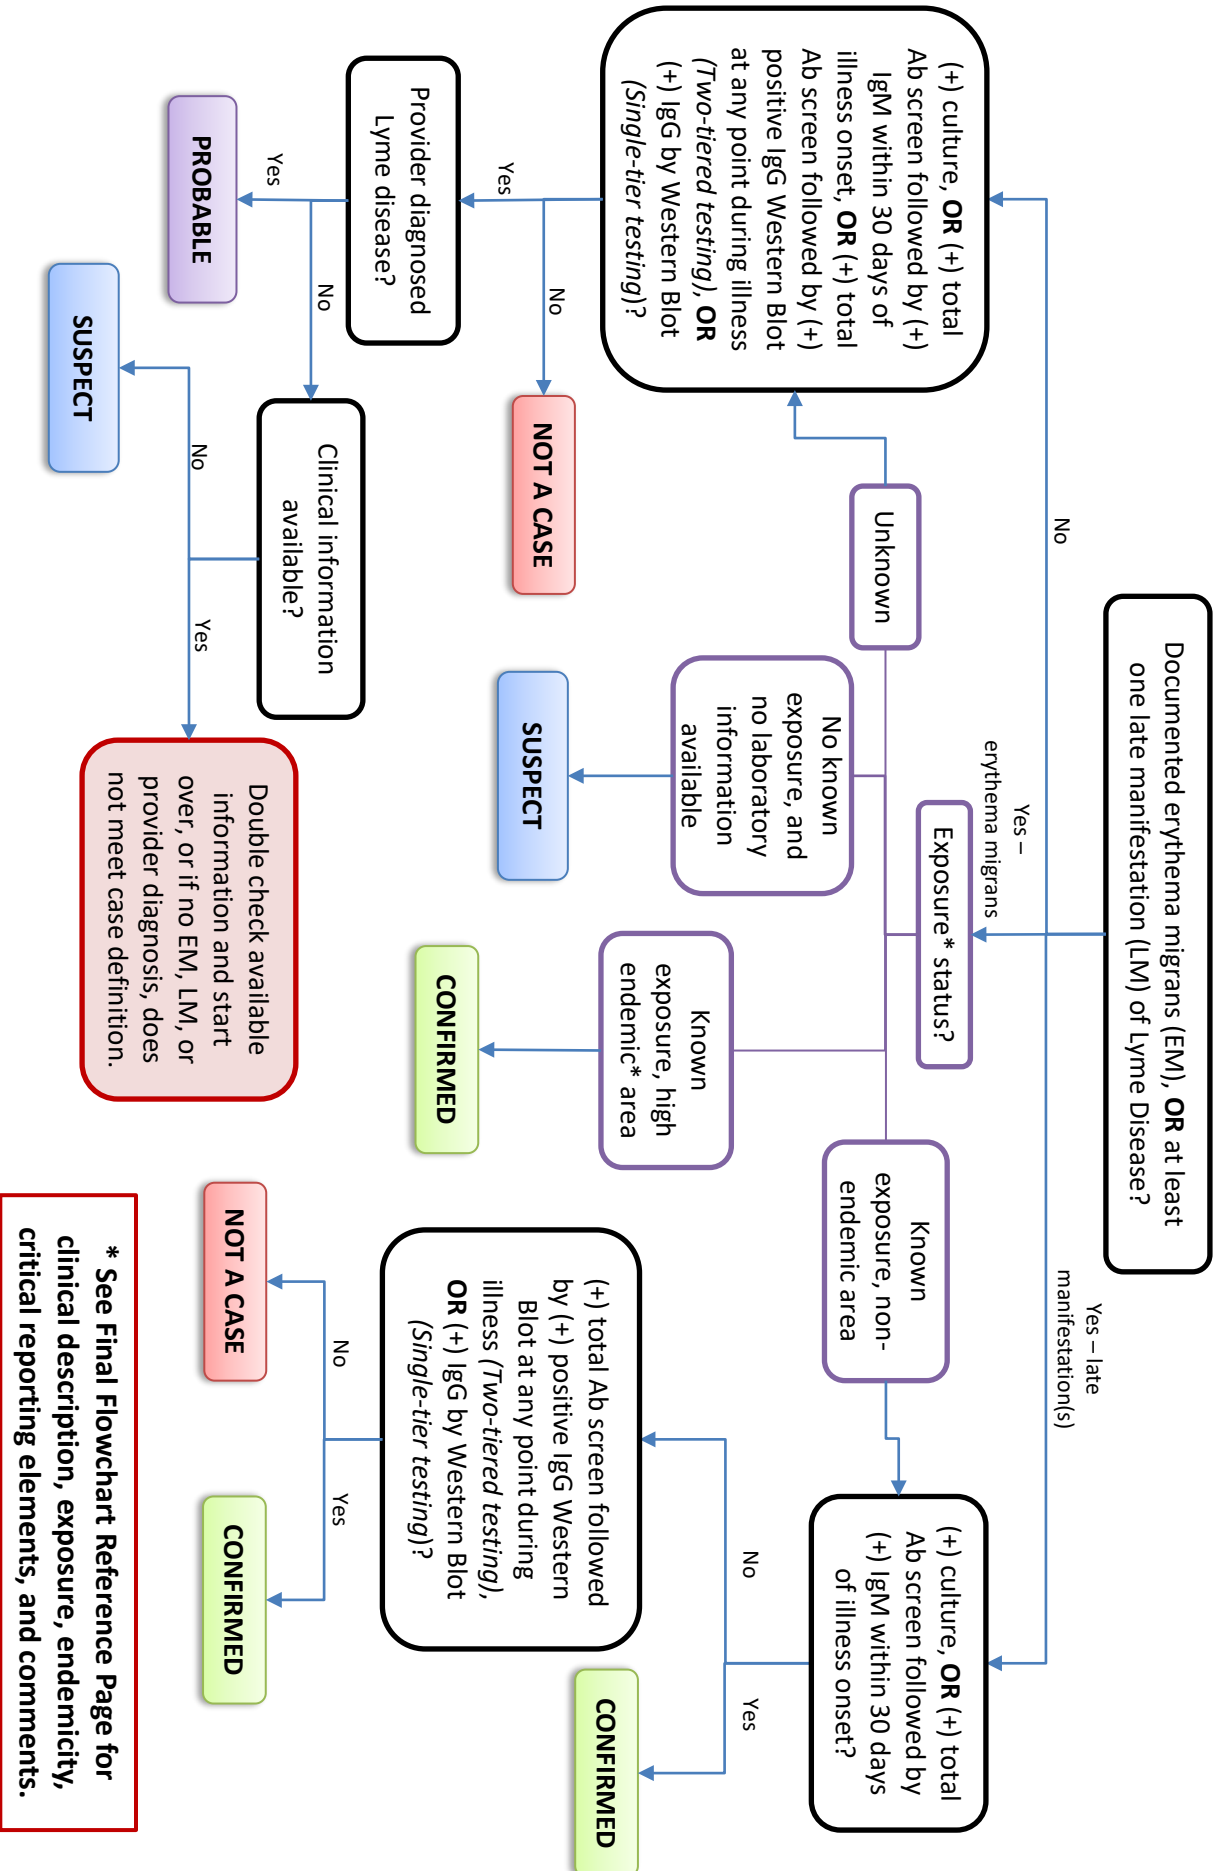 Documented erythema migrans (EM), OR at least
one late manifestation (LM) of Lyme Disease?
No
Yes –
erythema migrans
Yes – late
manifestation(s)
Exposure* status?
(+) culture, OR (+) total
Ab screen followed by (+)
IgM within 30 days of
illness onset, OR (+) total
Ab screen followed by (+)
positive IgG Western Blot
at any point during illness
(Two-tiered testing), OR
(+) IgG by Western Blot
(Single-tier testing)?
Unknown
No known
exposure, and
no laboratory
information
available
Known
exposure, high
endemic* area
Known
exposure, non-
endemic area
(+) culture, OR (+) total
Ab screen followed by
(+) IgM within 30 days
of illness onset?
Yes
No
NOT A CASE
SUSPECT
CONFIRMED
No
Yes
CONFIRMED
Provider diagnosed
Lyme disease?
(+) total Ab screen followed
by (+) positive IgG Western
Blot at any point during
illness (Two-tiered testing),
OR (+) IgG by Western Blot
(Single-tier testing)?
Yes
No
PROBABLE
Clinical information
available?
No
Yes
NOT A CASE
CONFIRMED
No
Yes
SUSPECT
Double check available
information and start
over, or if no EM, LM, or
provider diagnosis, does
not meet case definition.
* See Final Flowchart Reference Page for
clinical description, exposure, endemicity,
critical reporting elements, and comments.